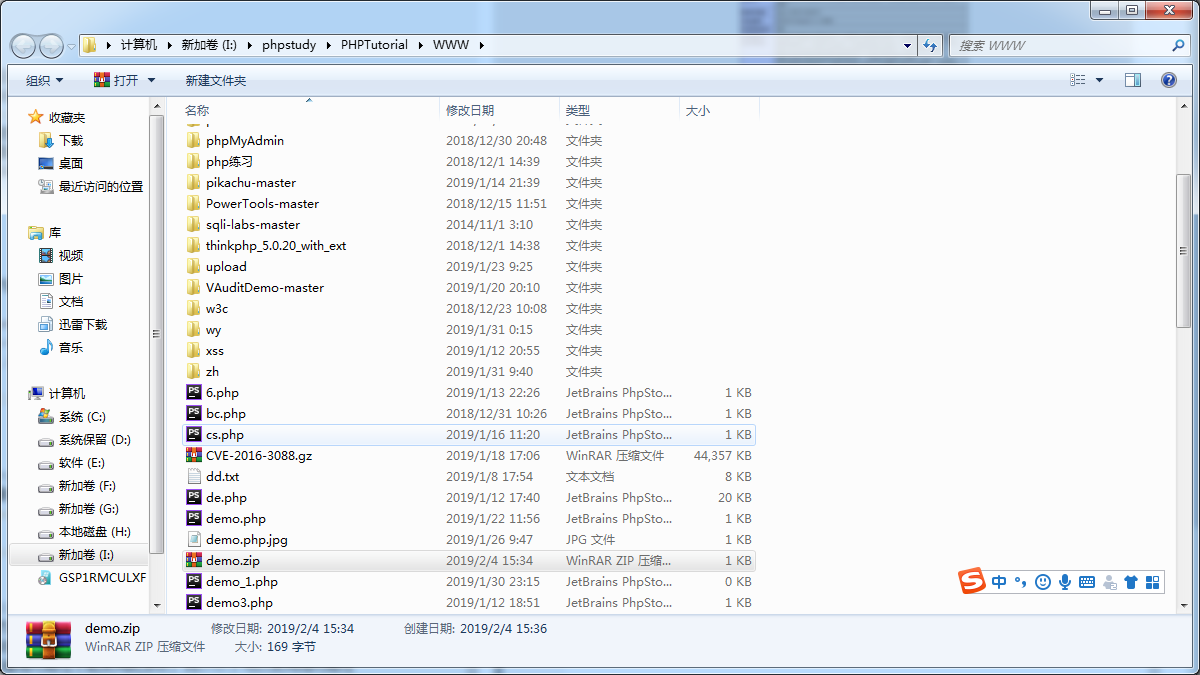 计算机 新加卷 (I:) phpstudy PHPTutorial WWW 搜索 WWW
组织 打开 新建文件夹
收藏夹
下载
桌面
最近访问的位置
库
视频
图片
文档
迅雷下载
音乐
计算机
系统 (C:)
系统保留 (D:)
软件 (E:)
新加卷 (F:)
新加卷 (G:)
本地磁盘 (H:)
新加卷 (I:)
GSP1RMCULXF
名称 修改日期 类型 大小
phpMyAdmin 2018/12/30 20:48 文件夹
php练习 2018/12/1 14:39 文件夹
pikachu-master 2019/1/14 21:39 文件夹
PowerTools-master 2018/12/15 11:51 文件夹
sqli-labs-master 2014/11/1 3:10 文件夹
thinkphp_5.0.20_with_ext 2018/12/1 14:38 文件夹
upload 2019/1/23 9:25 文件夹
VAuditDemo-master 2019/1/20 20:10 文件夹
w3c 2018/12/23 10:08 文件夹
wy 2019/1/31 0:15 文件夹
xss 2019/1/12 20:55 文件夹
zh 2019/1/31 9:40 文件夹
PS 6.php 2019/1/13 22:26 JetBrains PhpSto... 1 KB
PS bc.php 2018/12/31 10:26 JetBrains PhpSto... 1 KB
PS cs.php 2019/1/16 11:20 JetBrains PhpSto... 1 KB
CVE-2016-3088.gz 2019/1/18 17:06 WinRAR 压缩文件 44,357 KB
dd.txt 2019/1/8 17:54 文本文档 8 KB
PS de.php 2019/1/12 17:40 JetBrains PhpSto... 20 KB
PS demo.php 2019/1/22 11:56 JetBrains PhpSto... 1 KB
demo.php.jpg 2019/1/26 9:47 JPG 文件 1 KB
demo.zip 2019/2/4 15:34 WinRAR ZIP 压缩... 1 KB
PS demo_1.php 2019/1/30 23:15 JetBrains PhpSto... 0 KB
PS demo3.php 2019/1/12 18:51 JetBrains PhpSto... 1 KB
S 中 °,
demo.zip 修改日期: 2019/2/4 15:34 创建日期: 2019/2/4 15:36
WinRAR ZIP 压缩文件 大小: 169 字节